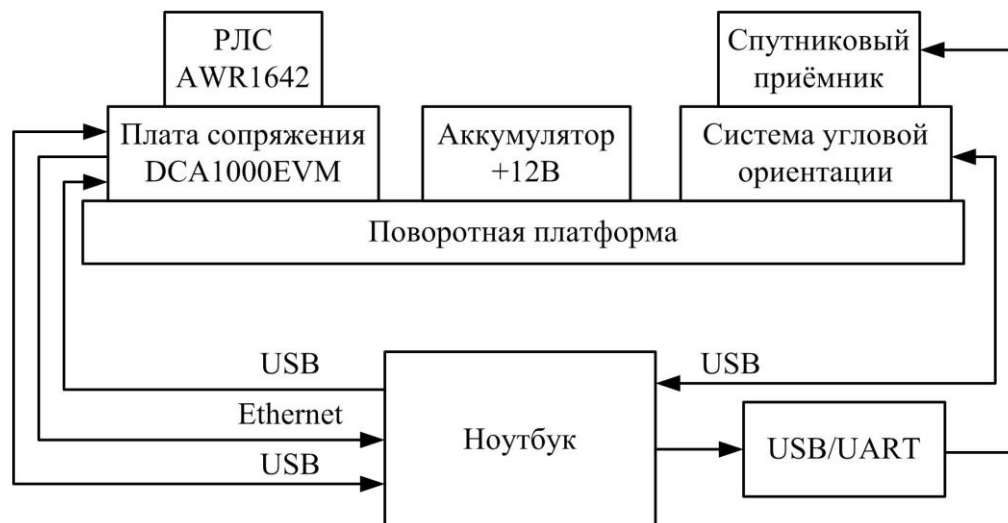 РЛС
AWR1642
Спутниковый
приёмник
Плата сопряжения
DCA1000EVM
Аккумулятор
+12В
Система угловой
ориентации
Поворотная платформа
USB
USB
Ethernet
Ноутбук
USB/UART
USB